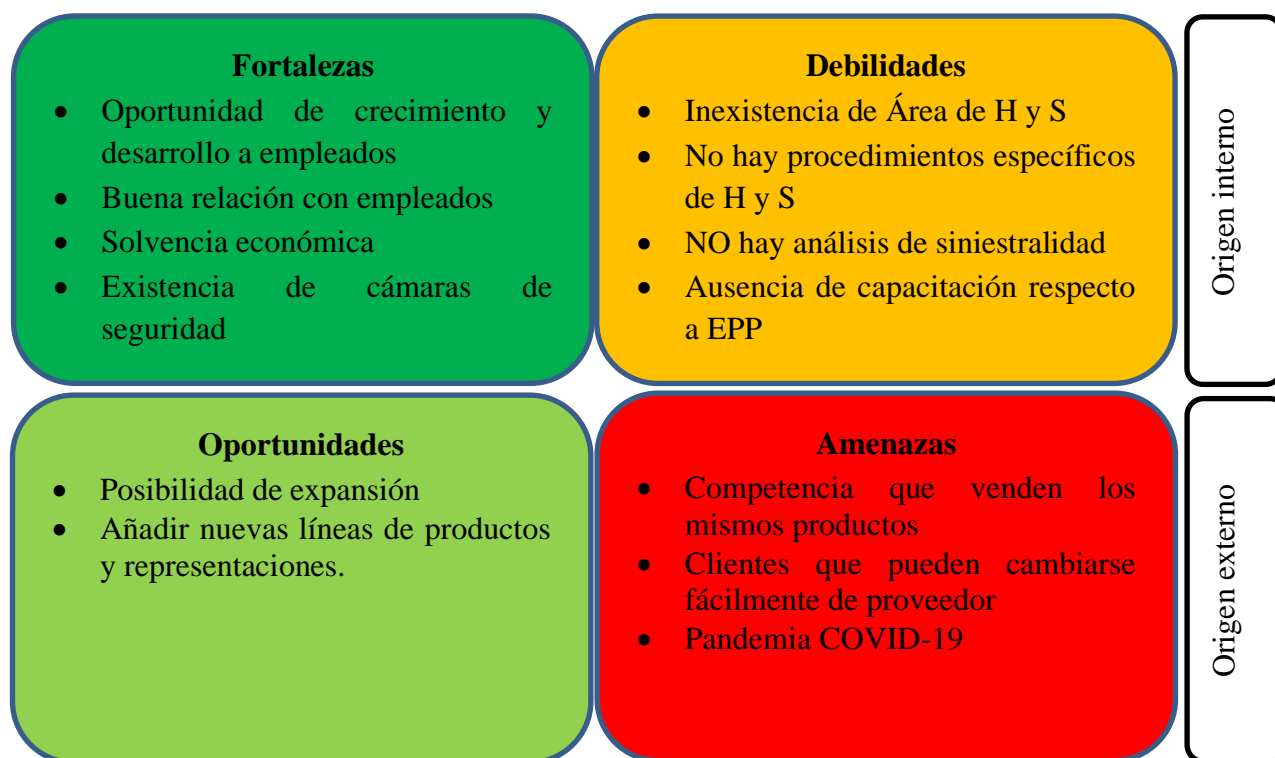 Fortalezas
• Oportunidad de crecimiento y
desarrollo a empleados
• Buena relación con empleados
• Solvencia económica
• Existencia de cámaras de
seguridad
Debilidades
• Inexistencia de Área de H y S
• No hay procedimientos específicos
de H y S
• NO hay análisis de siniestralidad
• Ausencia de capacitación respecto
a EPP
Origen interno
Oportunidades
• Posibilidad de expansión
• Añadir nuevas líneas de productos
y representaciones.
Amenazas
• Competencia que venden los
mismos productos
• Clientes que pueden cambiarse
fácilmente de proveedor
• Pandemia COVID-19
Origen externo